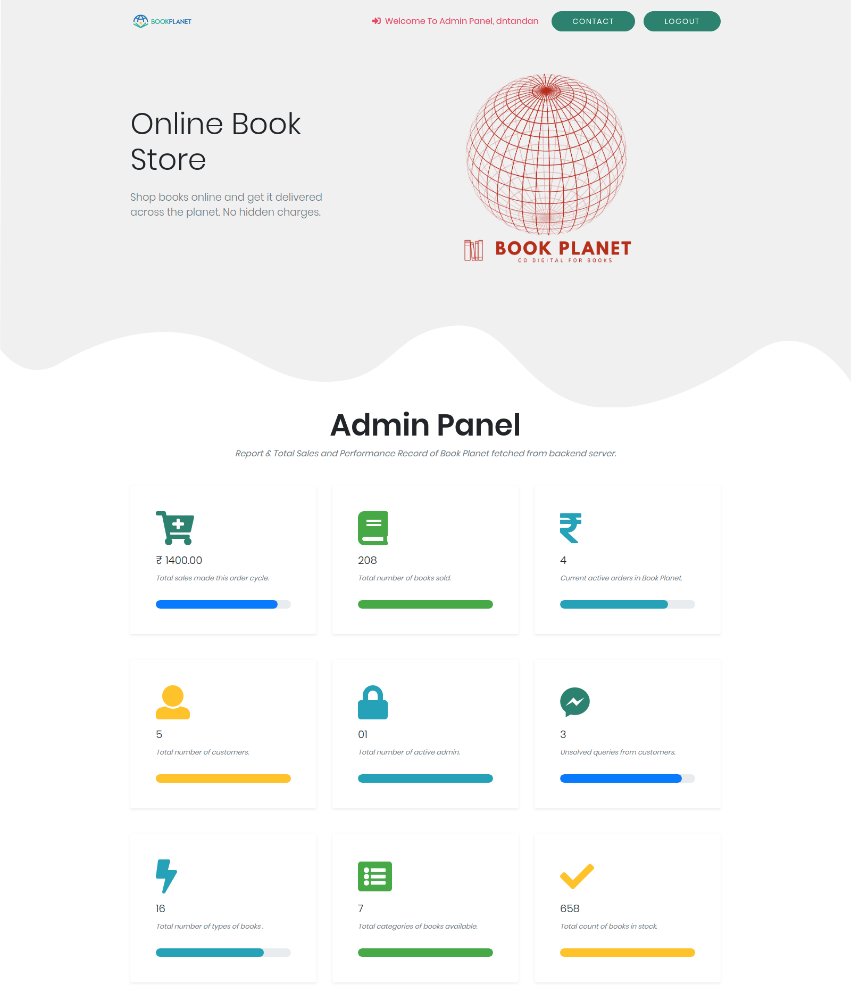 BOOKPLANET
Welcome To Admin Panel, dntandan
CONTACT
LOGOUT
Online Book
Store
Shop books online and get it delivered
across the planet. No hidden charges.
BOOK PLANET
GO DIGITAL FOR BOOKS
Admin Panel
Report & Total Sales and Performance Record of Book Planet fetched from backend server.
₹ 1400.00
Total sales made this order cycle.
208
Total number of books sold.
4
Current active orders in Book Planet.
5
Total number of customers.
01
Total number of active admin.
3
Unsolved queries from customers.
16
Total number of types of books .
7
Total categories of books available.
658
Total count of books in stock.